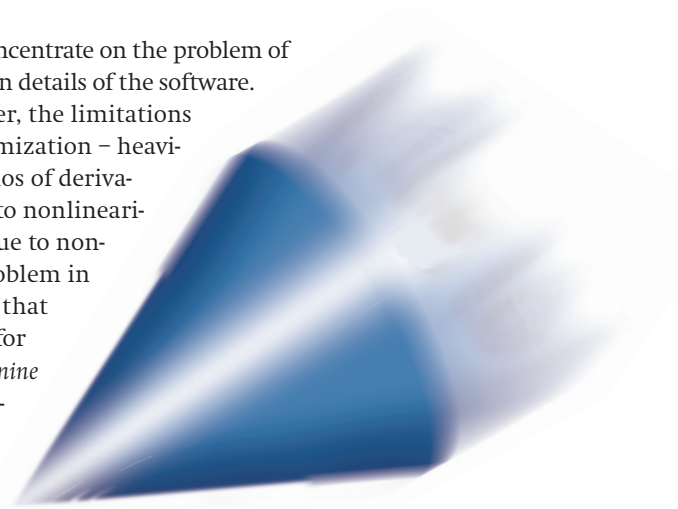 ncentrate on the problem of
n details of the software.
er, the limitations
mization – heavi-
ios of deriva-
to nonlineari-
ue to non-
oblem in
that
for
nine
-